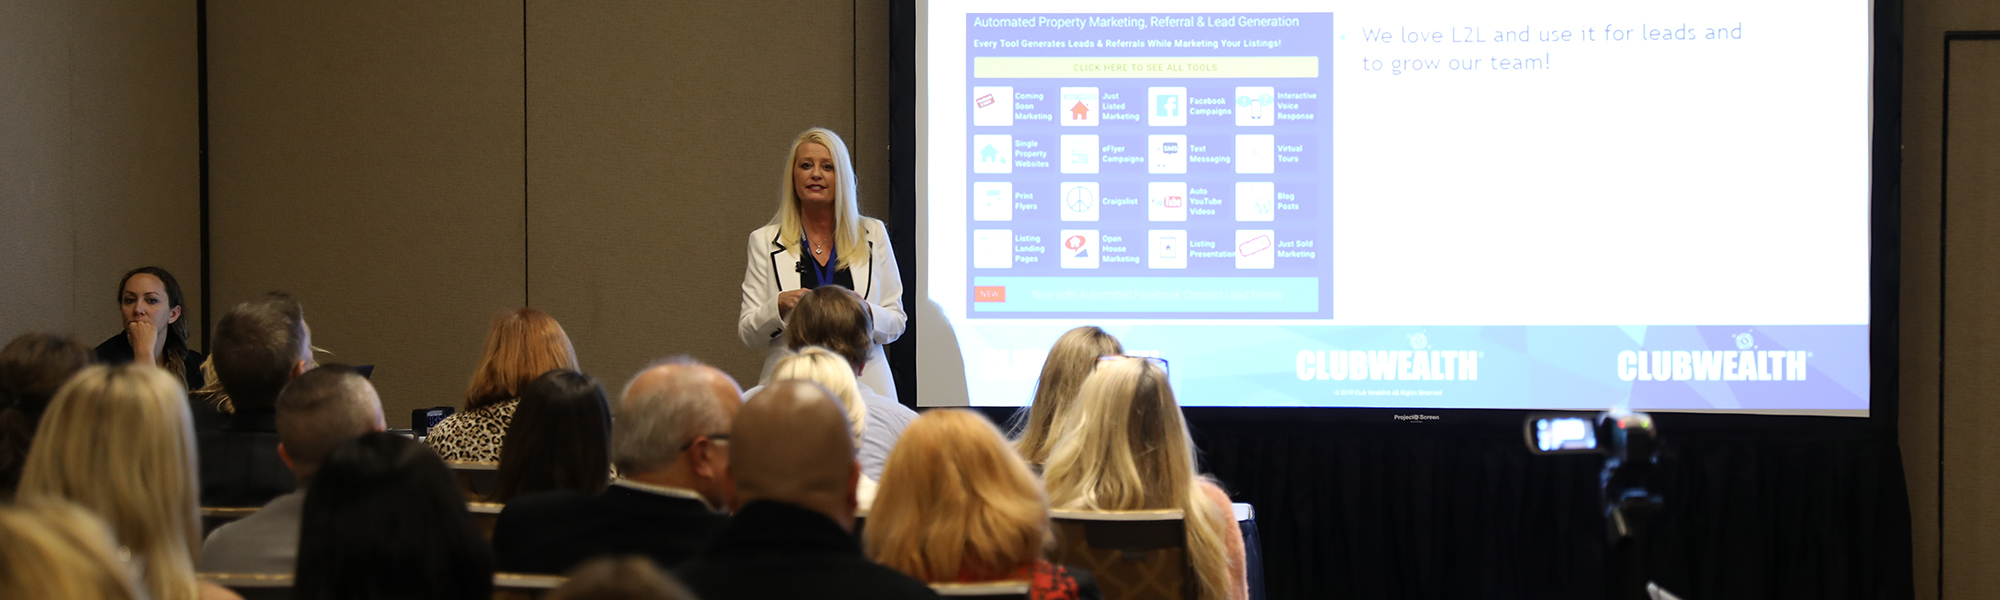 Automated Property Marketing, Referral & Lead Generation
Every Tool Generates Leads & Referrals While Marketing Your Listings!
CLICK HERE TO SEE ALL TOOLS
Coming
Soon
Marketing
Just
Listed
Marketing
Facebook
Campaigns
Interactive
Voice
Response
Single
Property
Websites
eFlyer
Campaigns
SMS
Text
Messaging
Virtual
Tours
Print
Flyers
Craigslist
Tube
Auto
YouTube
Videos
Blog
Posts
Listing
Landing
Pages
Open
House
Marketing
Listing
Presentation
Just Sold
Marketing
NEW
We love L2L and use it for leads and
to grow our team!
CLUBWEALTH
CLUBWEALTH
Screen